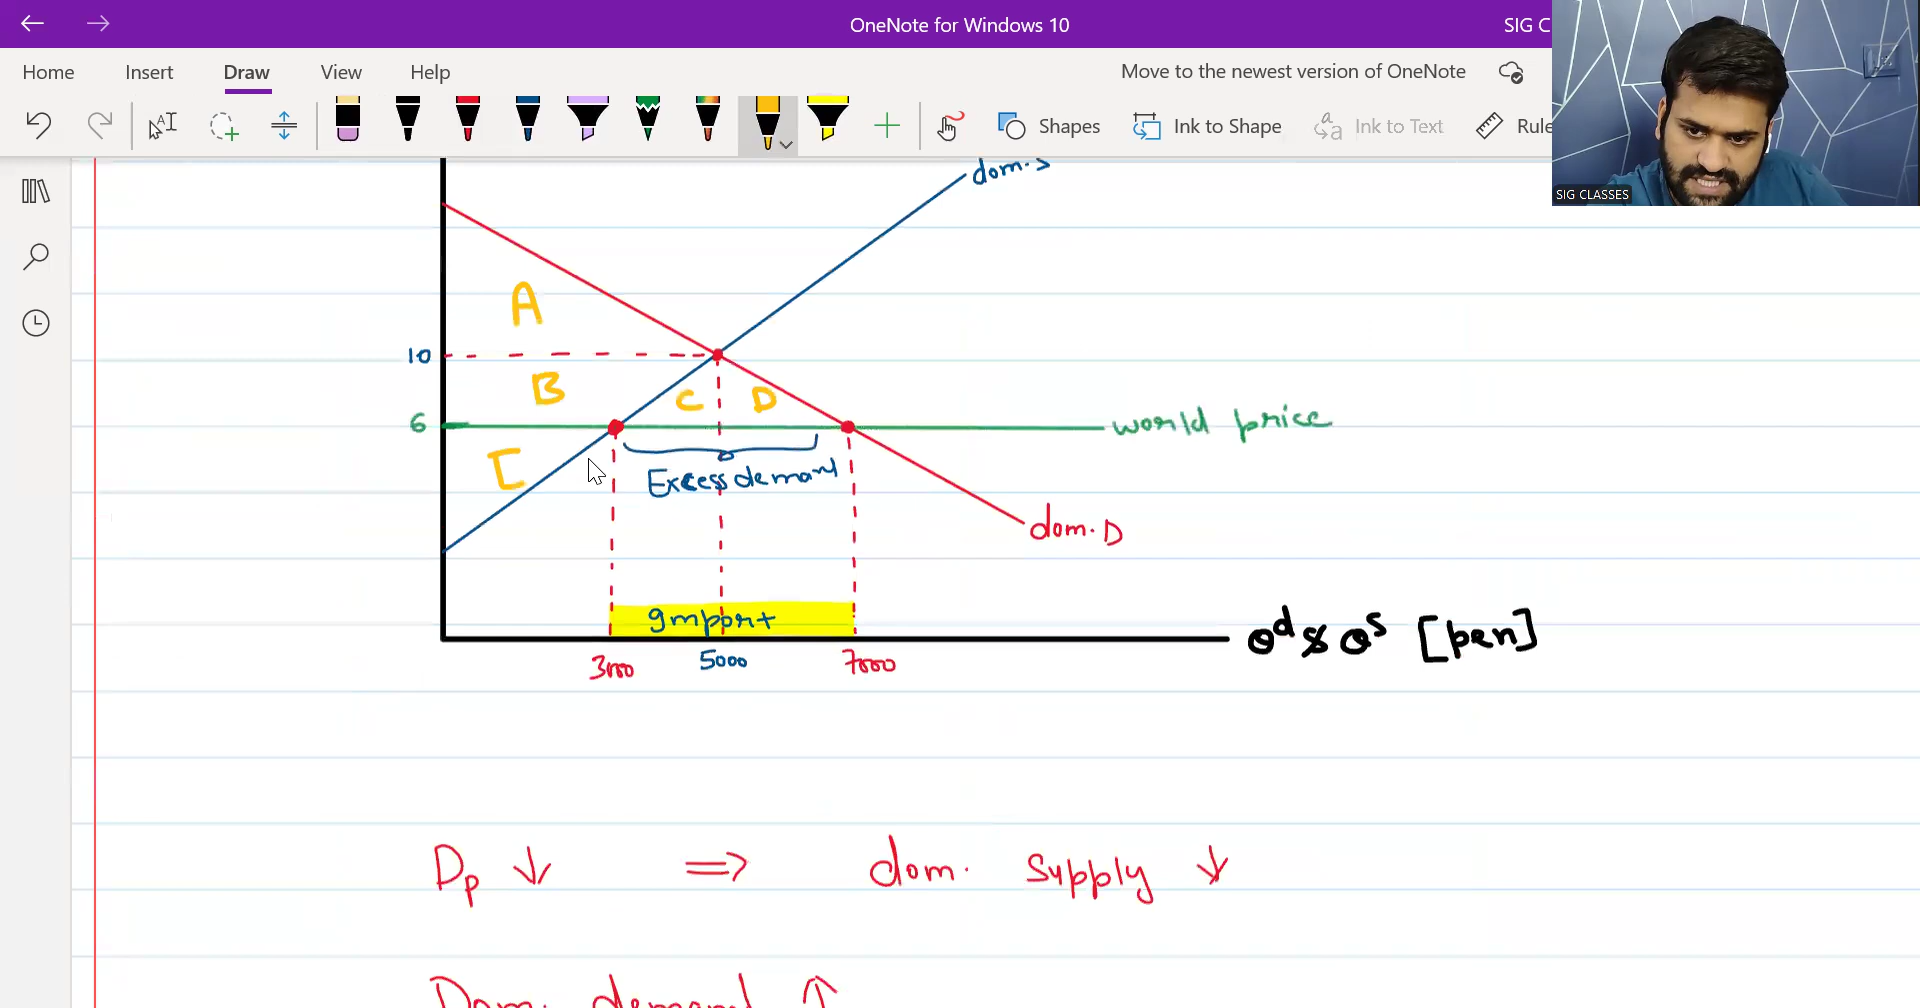 OneNote for Windows 10
SIG C
Home Insert Draw View Help
Move to the newest version of OneNote
Shapes Ink to Shape Ink to Text Rule
SIG CLASSES
dom. S
A
10
B C D
6
world price
E
Excess demand
dom. D
Import
Qd & Qs [pen]
3000 5000 7000
Dp ↓ ⇒ dom. supply ↓
Dom. demand ↑